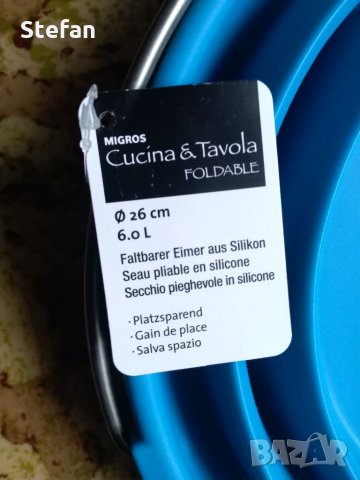 Stefan
MIGROS
Cucina & Tavola
FOLDABLE
Ø 26 cm
6.0 L
Faltbarer Eimer aus Silikon
Seau pliable en silicone
Secchio pieghevole in silicone
· Platzsparend
· Gain de place
· Salva spazio
BAZAR
bg